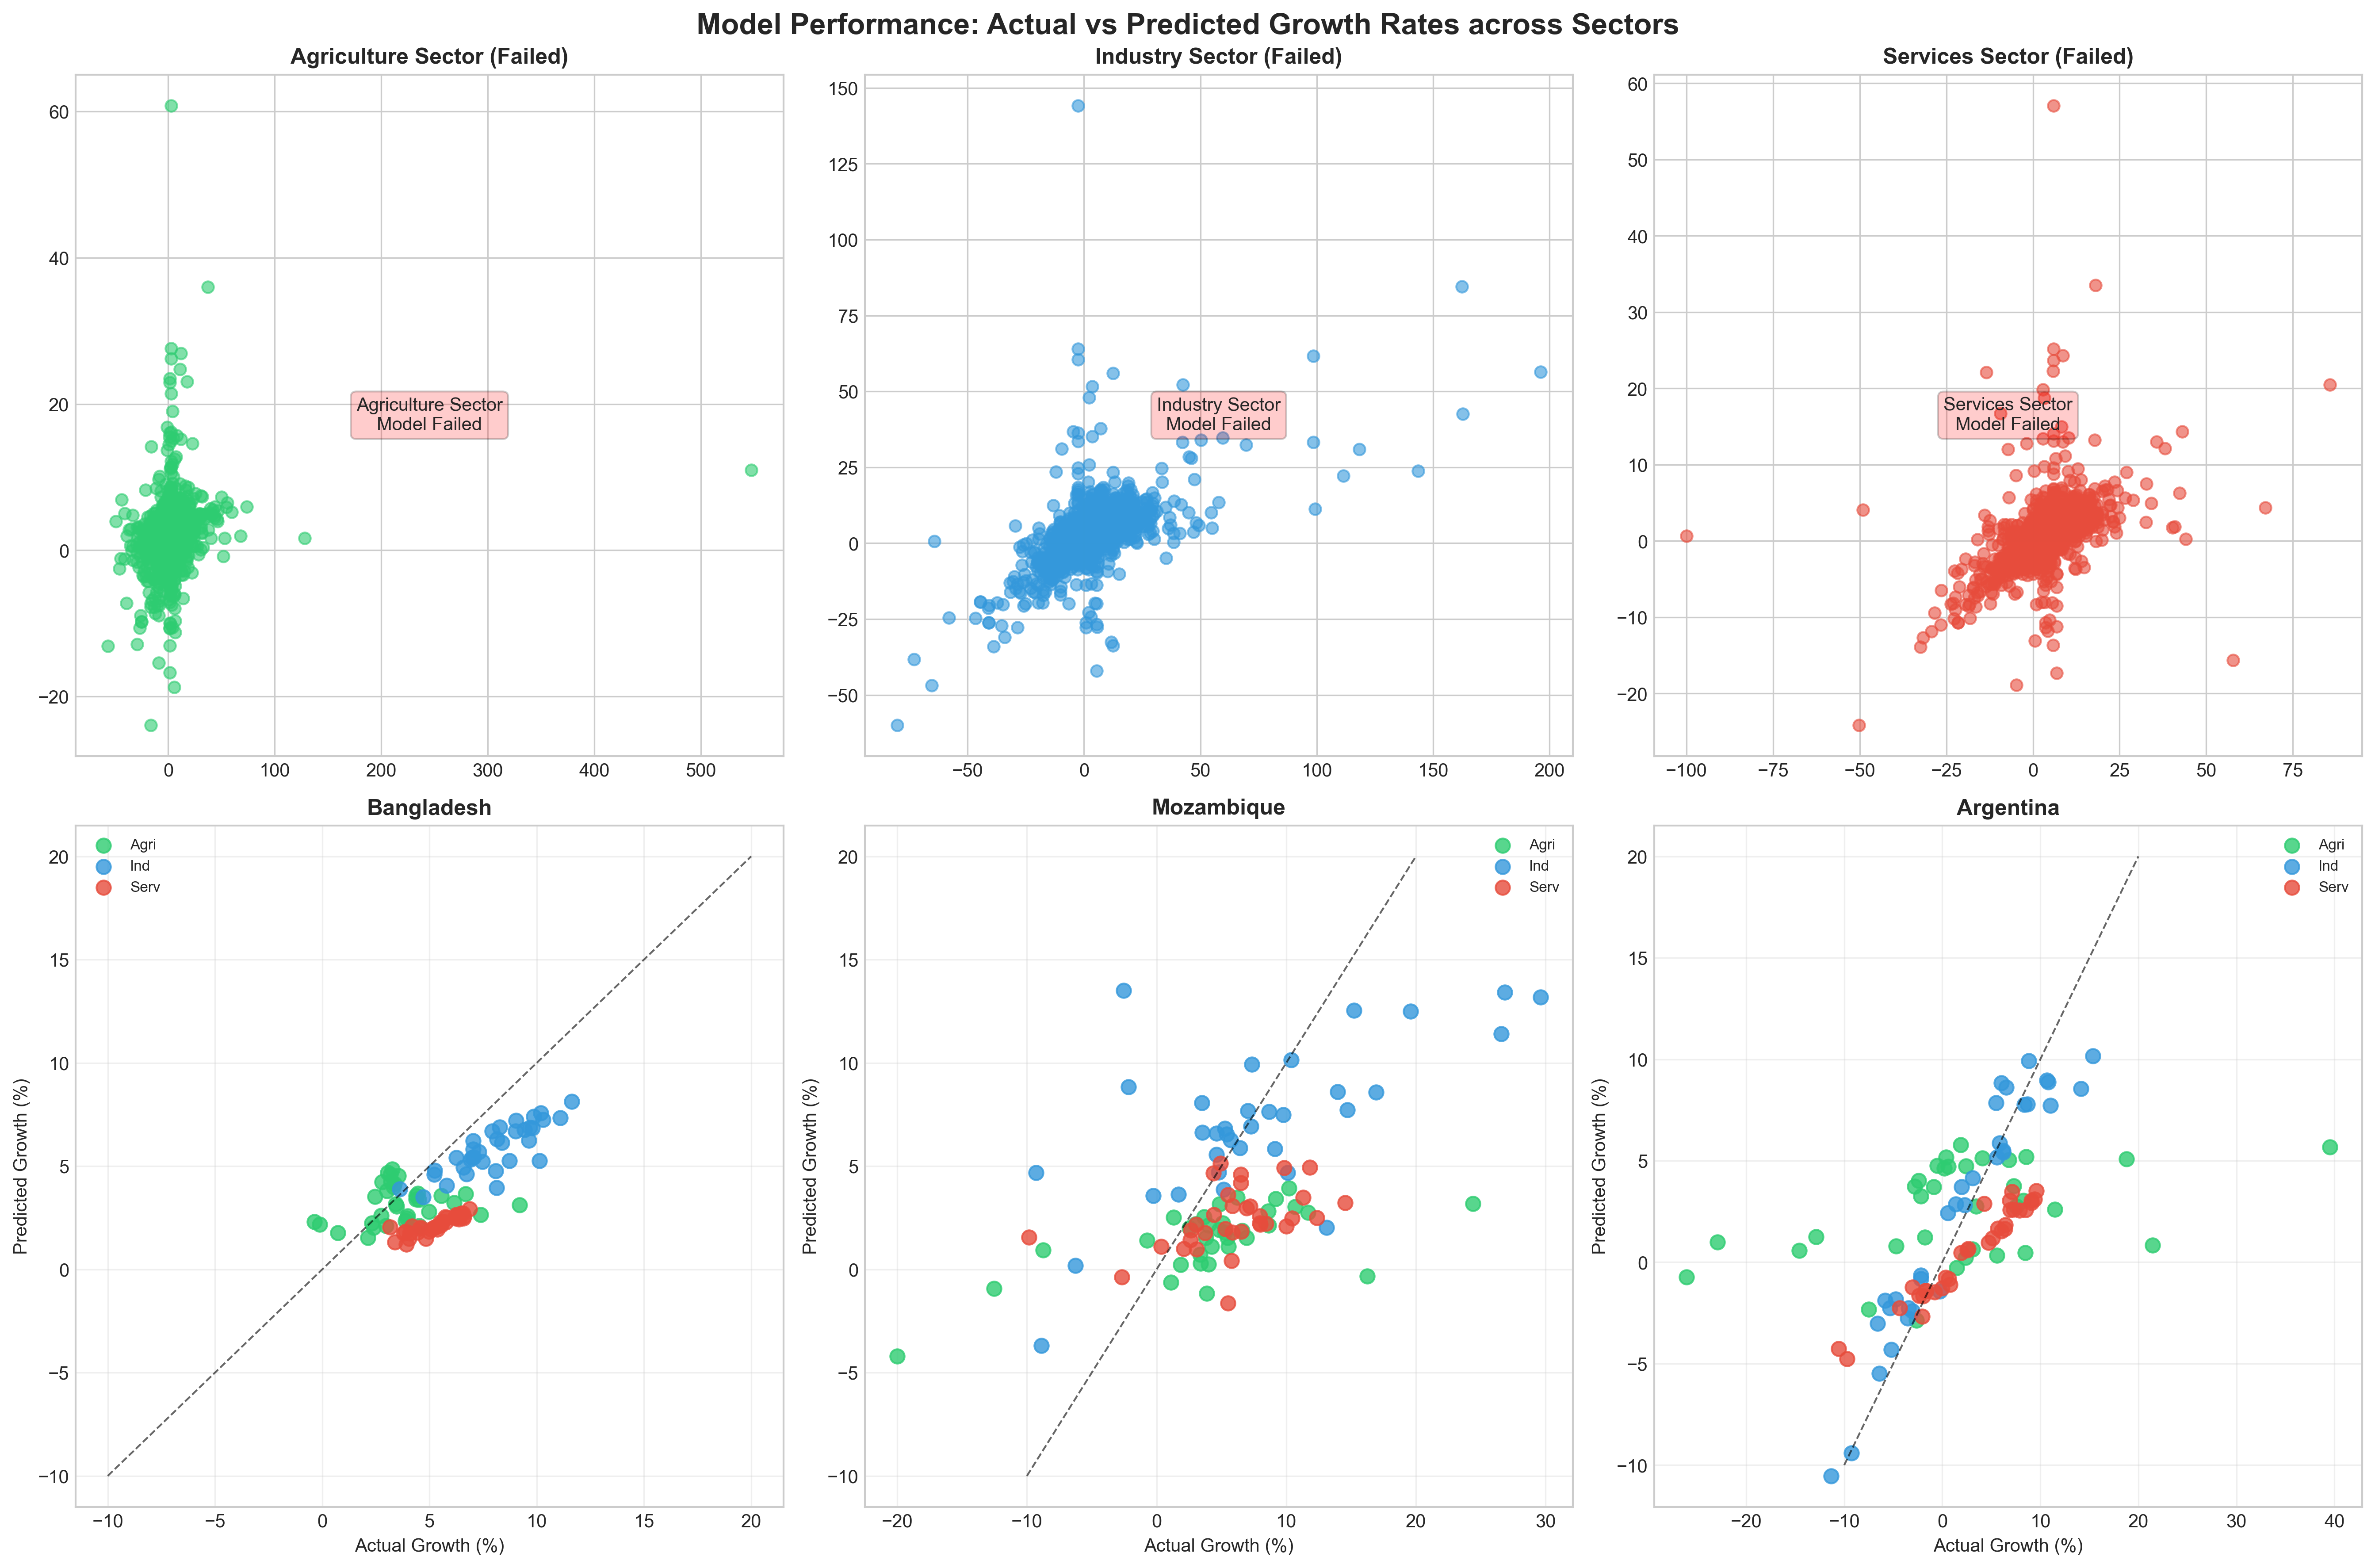 Model Performance: Actual vs Predicted Growth Rates across Sectors
Agriculture Sector (Failed)
60
40
20
0
−20
0 100 200 300 400 500
Agriculture Sector
Model Failed
Industry Sector (Failed)
150
125
100
75
50
25
0
−25
−50
−50 0 50 100 150 200
Industry Sector
Model Failed
Services Sector (Failed)
60
50
40
30
20
10
0
−10
−20
−100 −75 −50 −25 0 25 50 75
Services Sector
Model Failed
Bangladesh
Agri
Ind
Serv
Predicted Growth (%)
20
15
10
5
0
−5
−10
−10 −5 0 5 10 15 20
Actual Growth (%)
Mozambique
Agri
Ind
Serv
Predicted Growth (%)
20
15
10
5
0
−5
−10
−20 −10 0 10 20 30
Actual Growth (%)
Argentina
Agri
Ind
Serv
Predicted Growth (%)
20
15
10
5
0
−5
−10
−20 −10 0 10 20 30 40
Actual Growth (%)